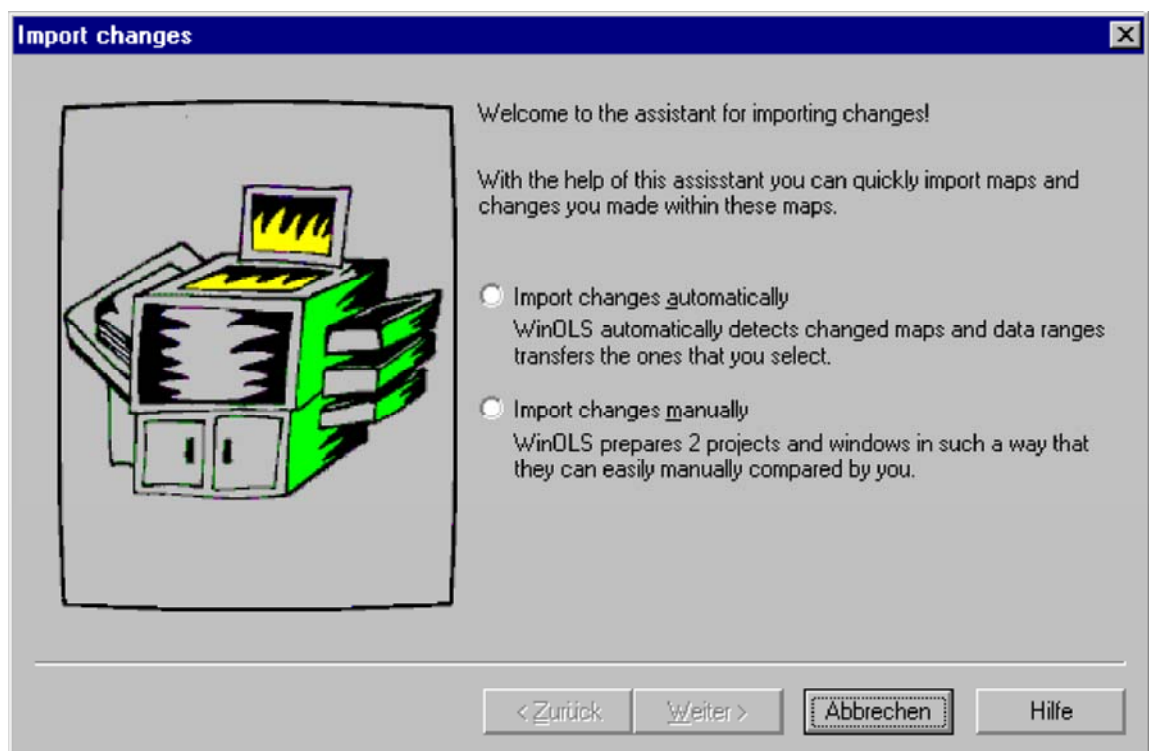 Import changes
Welcome to the assistant for importing changes!
With the help of this assisstant you can quickly import maps and
changes you made within these maps.
Import changes automatically
WinOLS automatically detects changed maps and data ranges
transfers the ones that you select.
Import changes manually
WinOLS prepares 2 projects and windows in such a way that
they can easily manually compared by you.
< Zurück
Weiter >
Abbrechen
Hilfe